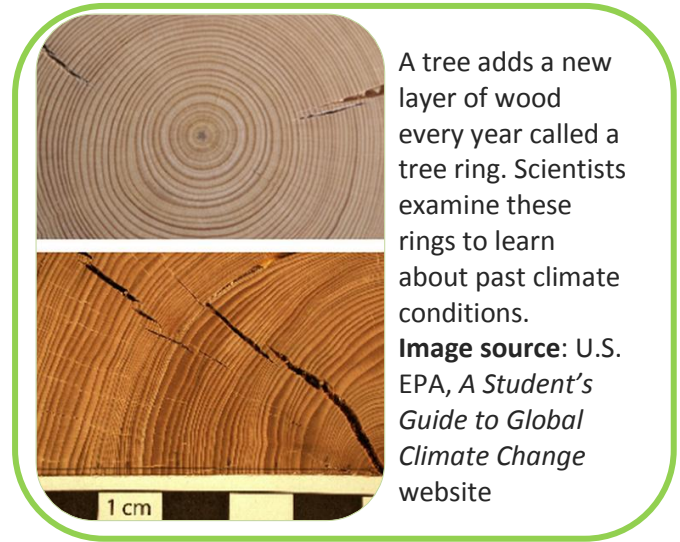 A tree adds a new
layer of wood
every year called a
tree ring. Scientists
examine these
rings to learn
about past climate
conditions.
Image source: U.S.
EPA, A Student’s
Guide to Global
Climate Change
website
1 cm